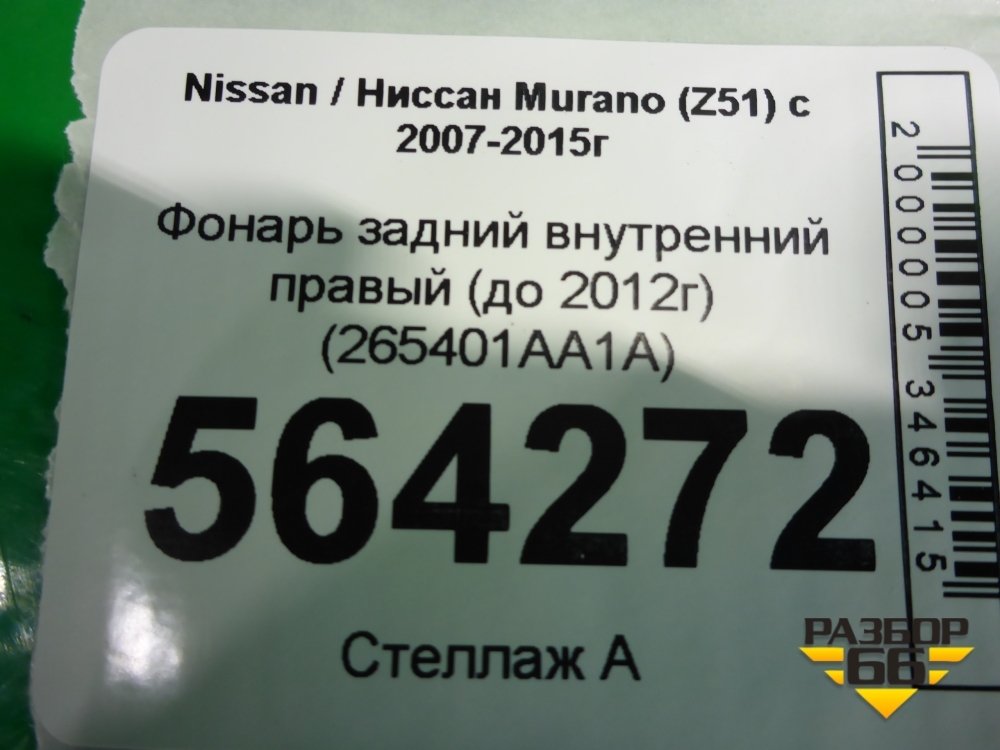 Nissan / Ниссан Murano (Z51) с
2007-2015г
Фонарь задний внутренний
правый (до 2012г)
(265401AA1A)
564272
Стеллаж А
2000005346415
РАЗБОР
66